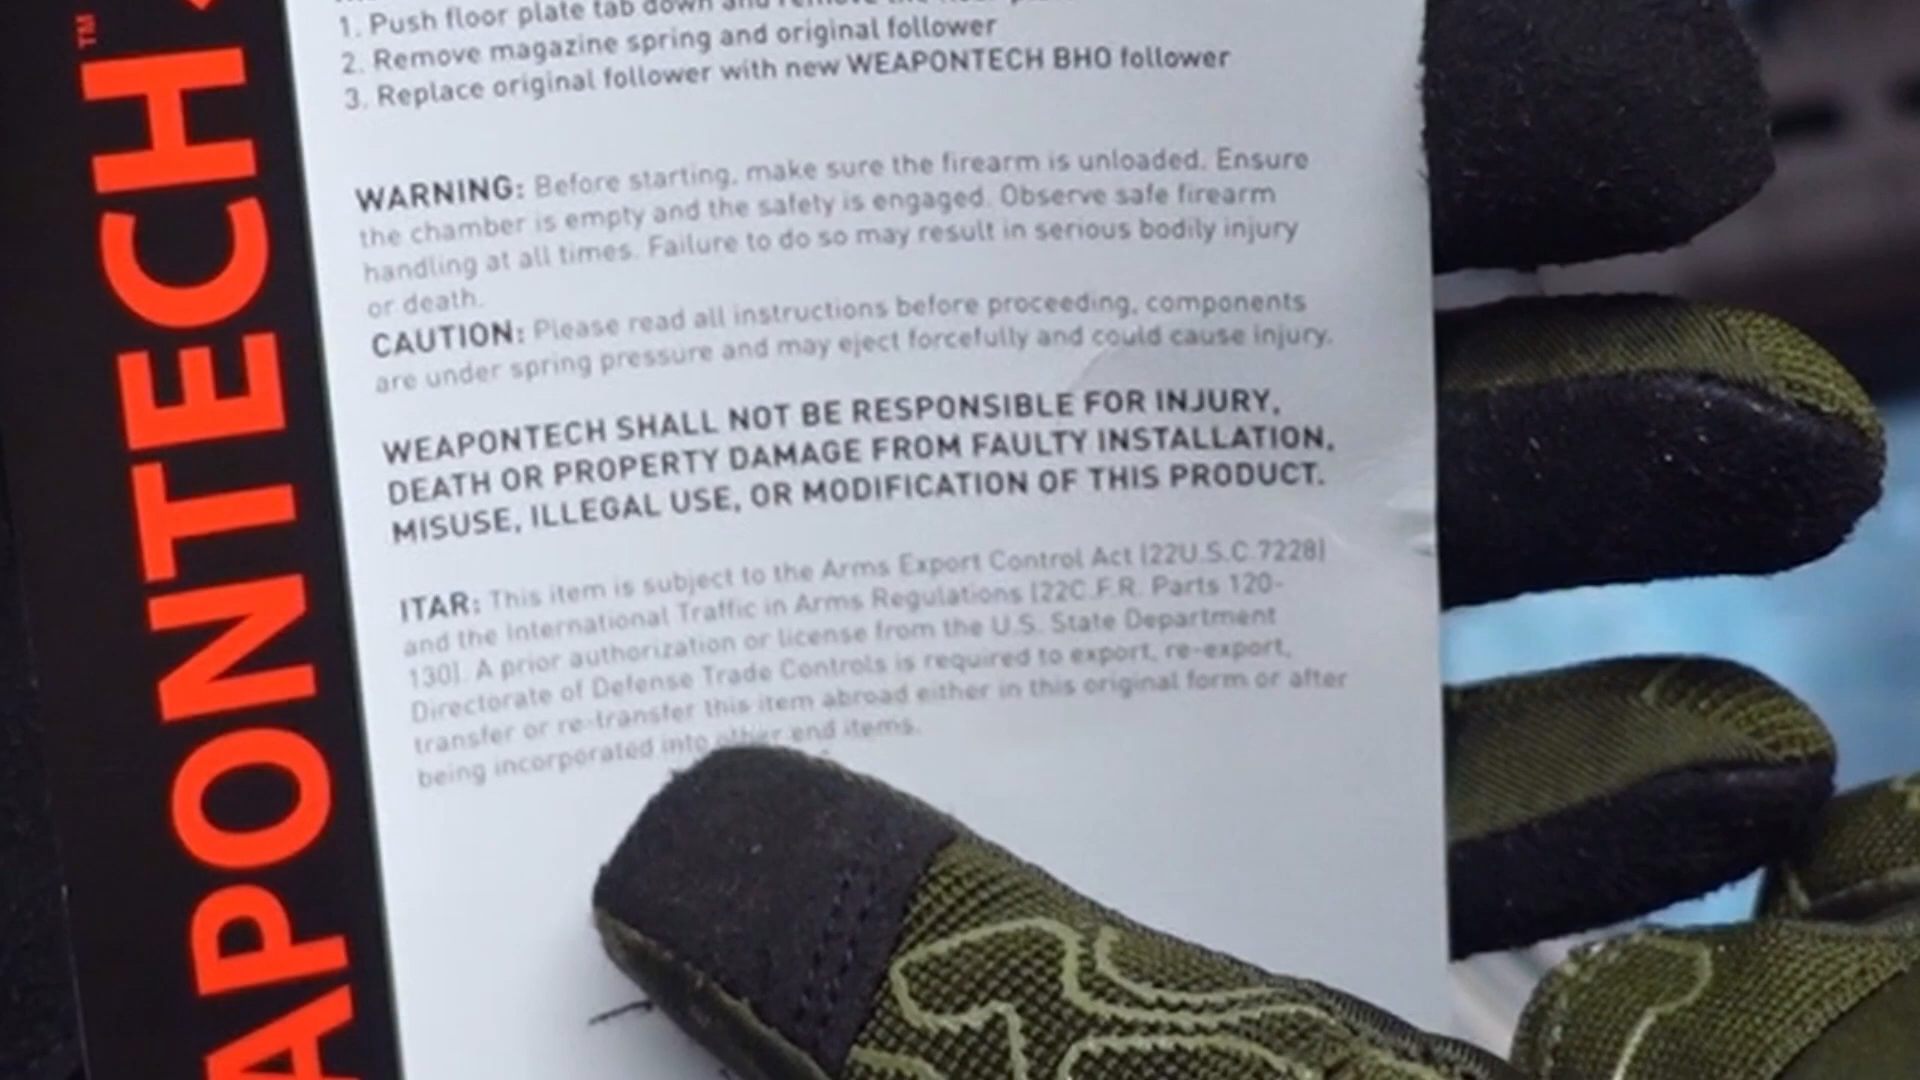 1. Push floor plate tab down and remove the
2. Remove magazine spring and original follower
3. Replace original follower with new WEAPONTECH BHO follower
WARNING: Before starting, make sure the firearm is unloaded. Ensure
the chamber is empty and the safety is engaged. Observe safe firearm
handling at all times. Failure to do so may result in serious bodily injury
or death.
CAUTION: Please read all instructions before proceeding, components
are under spring pressure and may eject forcefully and could cause injury.
WEAPONTECH SHALL NOT BE RESPONSIBLE FOR INJURY,
DEATH OR PROPERTY DAMAGE FROM FAULTY INSTALLATION,
MISUSE, ILLEGAL USE, OR MODIFICATION OF THIS PRODUCT.
ITAR: This item is subject to the Arms Export Control Act (22U.S.C.7228)
and the International Traffic in Arms Regulations (22C.F.R. Parts 120-
130). A prior authorization or license from the U.S. State Department
Directorate of Defense Trade Controls is required to export, re-export,
transfer or re-transfer this item abroad either in this original form or after
being incorporated into other end items.
APONTECH™